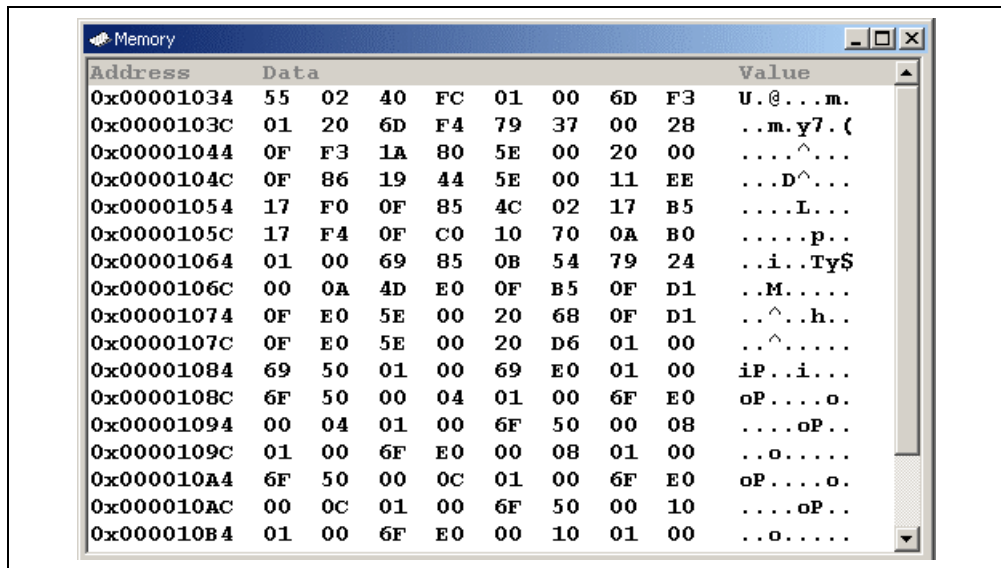 Memory
Address Data Value
0x00001034 55 02 40 FC 01 00 6D F3 U.@...m.
0x0000103C 01 20 6D F4 79 37 00 28 ..m.y7.(
0x00001044 0F F3 1A 80 5E 00 20 00 ....^...
0x0000104C 0F 86 19 44 5E 00 11 EE ...D^...
0x00001054 17 F0 0F 85 4C 02 17 B5 ....L...
0x0000105C 17 F4 0F C0 10 70 0A B0 .....p..
0x00001064 01 00 69 85 0B 54 79 24 ..i..Ty$
0x0000106C 00 0A 4D E0 0F B5 0F D1 ..M.....
0x00001074 0F E0 5E 00 20 68 0F D1 ..^..h..
0x0000107C 0F E0 5E 00 20 D6 01 00 ..^.....
0x00001084 69 50 01 00 69 E0 01 00 iP..i...
0x0000108C 6F 50 00 04 01 00 6F E0 oP....o.
0x00001094 00 04 01 00 6F 50 00 08 ....oP..
0x0000109C 01 00 6F E0 00 08 01 00 ..o.....
0x000010A4 6F 50 00 0C 01 00 6F E0 oP....o.
0x000010AC 00 0C 01 00 6F 50 00 10 ....oP..
0x000010B4 01 00 6F E0 00 10 01 00 ..o.....